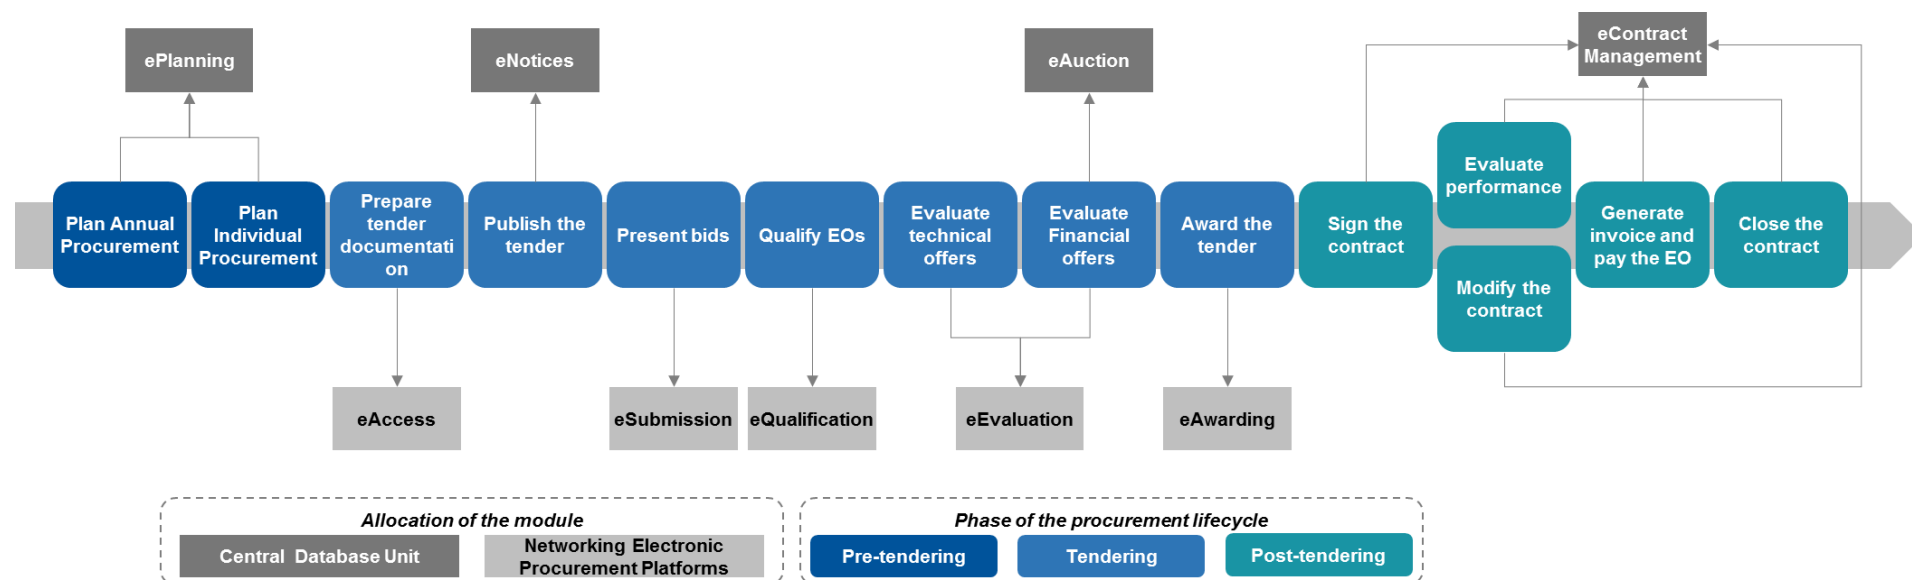 ePlanning
eNotices
eAuction
eContract
Management
Plan Annual
Procurement
Plan
Individual
Procurement
Prepare
tender
documentati
on
Publish the
tender
Present bids
Qualify EOs
Evaluate
technical
offers
Evaluate
Financial
offers
Award the
tender
Sign the
contract
Evaluate
performance
Modify the
contract
Generate
invoice and
pay the EO
Close the
contract
eAccess
eSubmission
eQualification
eEvaluation
eAwarding
Allocation of the module
Central Database Unit
Networking Electronic
Procurement Platforms
Phase of the procurement lifecycle
Pre-tendering
Tendering
Post-tendering